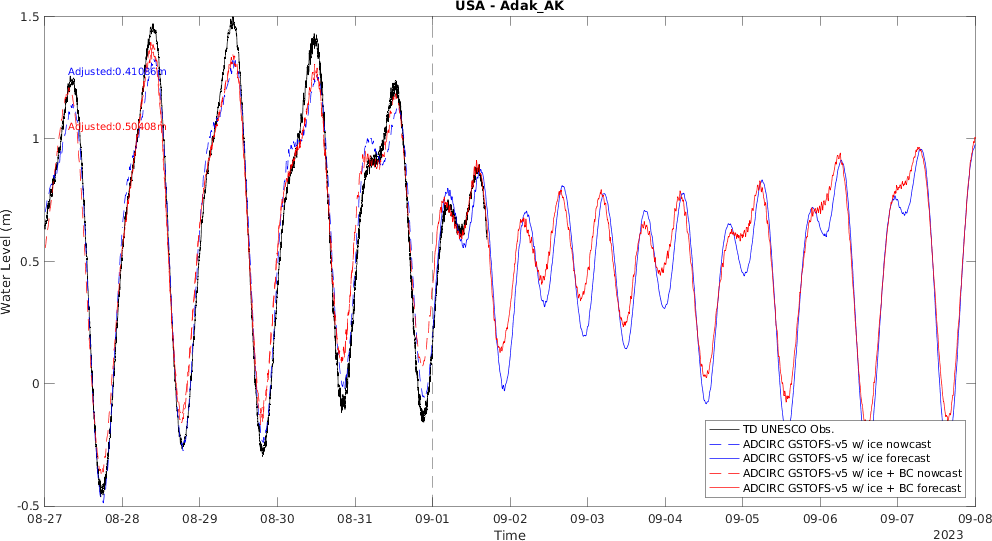 USA - Adak_AK
1.5
1
0.5
0
-0.5
Water Level (m)
Adjusted:0.41086m
Adjusted:0.50408m
TD UNESCO Obs.
ADCIRC GSTOFS-v5 w/ ice nowcast
ADCIRC GSTOFS-v5 w/ ice forecast
ADCIRC GSTOFS-v5 w/ ice + BC nowcast
ADCIRC GSTOFS-v5 w/ ice + BC forecast
08-27 08-28 08-29 08-30 08-31 09-01 09-02 09-03 09-04 09-05 09-06 09-07 09-08
Time
2023